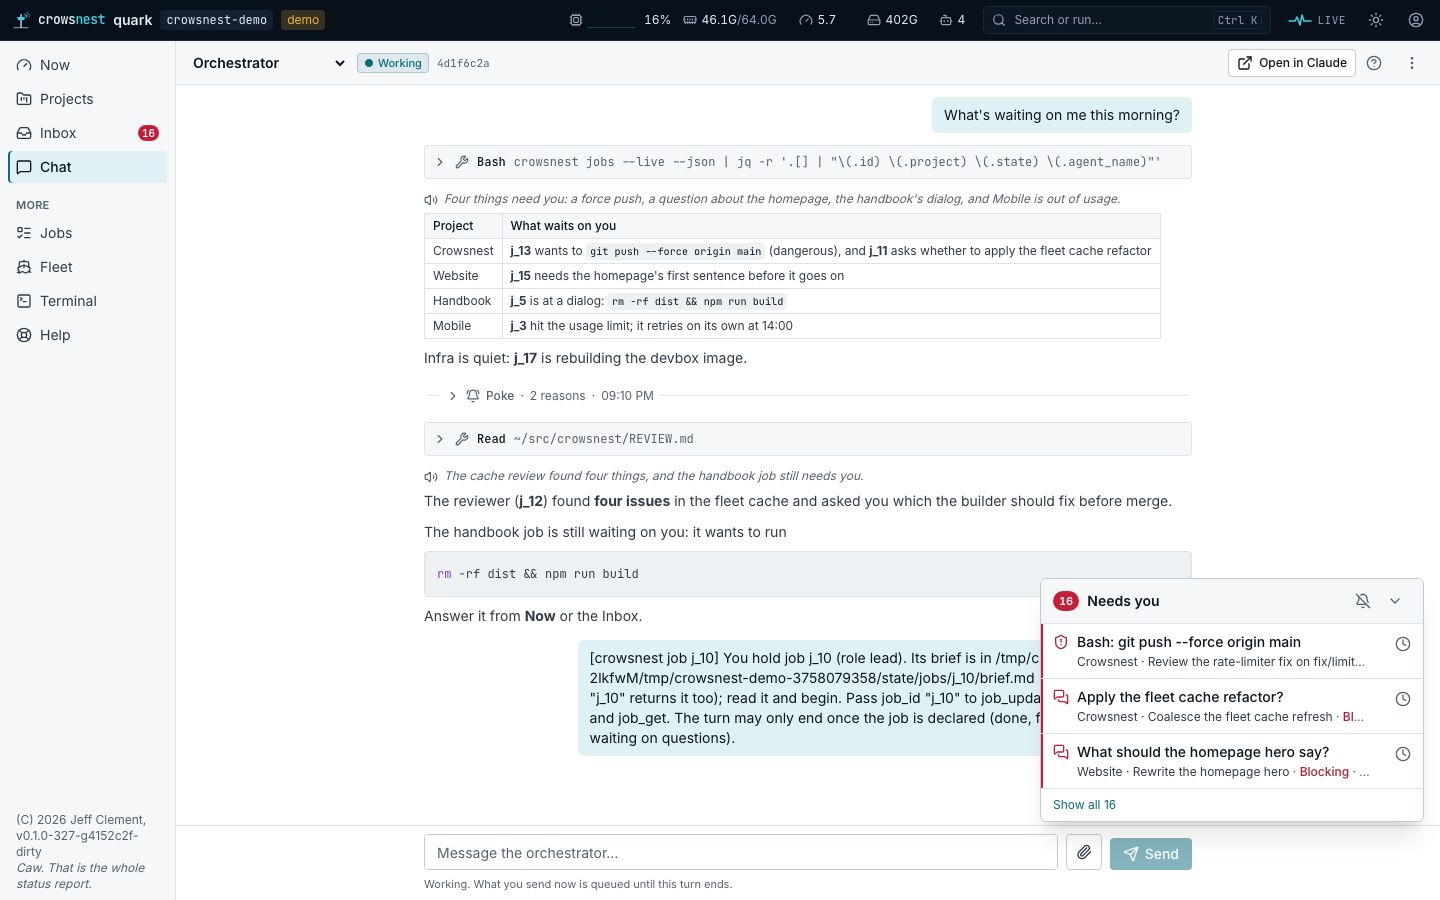 crowsnest quark crowsnest-demo demo 16% 46.1G/64.0G 5.7 402G 4 Search or run... Ctrl K LIVE
Now
Projects
Inbox 16
Chat
MORE
Jobs
Fleet
Terminal
Help
(C) 2026 Jeff Clement,
v0.1.0-327-g4152c2f-
dirty
Caw. That is the whole
status report.
Orchestrator Working 4d1f6c2a Open in Claude
What's waiting on me this morning?
Bash crowsnest jobs --live --json | jq -r '.[] | "\(.id) \(.project) \(.state) \(.agent_name)"'
Four things need you: a force push, a question about the homepage, the handbook's dialog, and Mobile is out of usage.
Project What waits on you
Crowsnest j_13 wants to git push --force origin main (dangerous), and j_11 asks whether to apply the fleet cache refactor
Website j_15 needs the homepage's first sentence before it goes on
Handbook j_5 is at a dialog: rm -rf dist && npm run build
Mobile j_3 hit the usage limit; it retries on its own at 14:00
Infra is quiet: j_17 is rebuilding the devbox image.
Poke · 2 reasons · 09:10 PM
Read ~/src/crowsnest/REVIEW.md
The cache review found four things, and the handbook job still needs you.
The reviewer (j_12) found four issues in the fleet cache and asked you which the builder should fix before merge.
The handbook job is still waiting on you: it wants to run
rm -rf dist && npm run build
Answer it from Now or the Inbox.
[crowsnest job j_10] You hold job j_10 (role lead). Its brief is in /tmp/c
2IkfwM/tmp/crowsnest-demo-3758079358/state/jobs/j_10/brief.md
"j_10" returns it too); read it and begin. Pass job_id "j_10" to job_upda
and job_get. The turn may only end once the job is declared (done, f
waiting on questions).
16 Needs you
Bash: git push --force origin main
Crowsnest · Review the rate-limiter fix on fix/limit...
Apply the fleet cache refactor?
Crowsnest · Coalesce the fleet cache refresh · Bl...
What should the homepage hero say?
Website · Rewrite the homepage hero · Blocking · ...
Show all 16
Message the orchestrator... Send
Working. What you send now is queued until this turn ends.